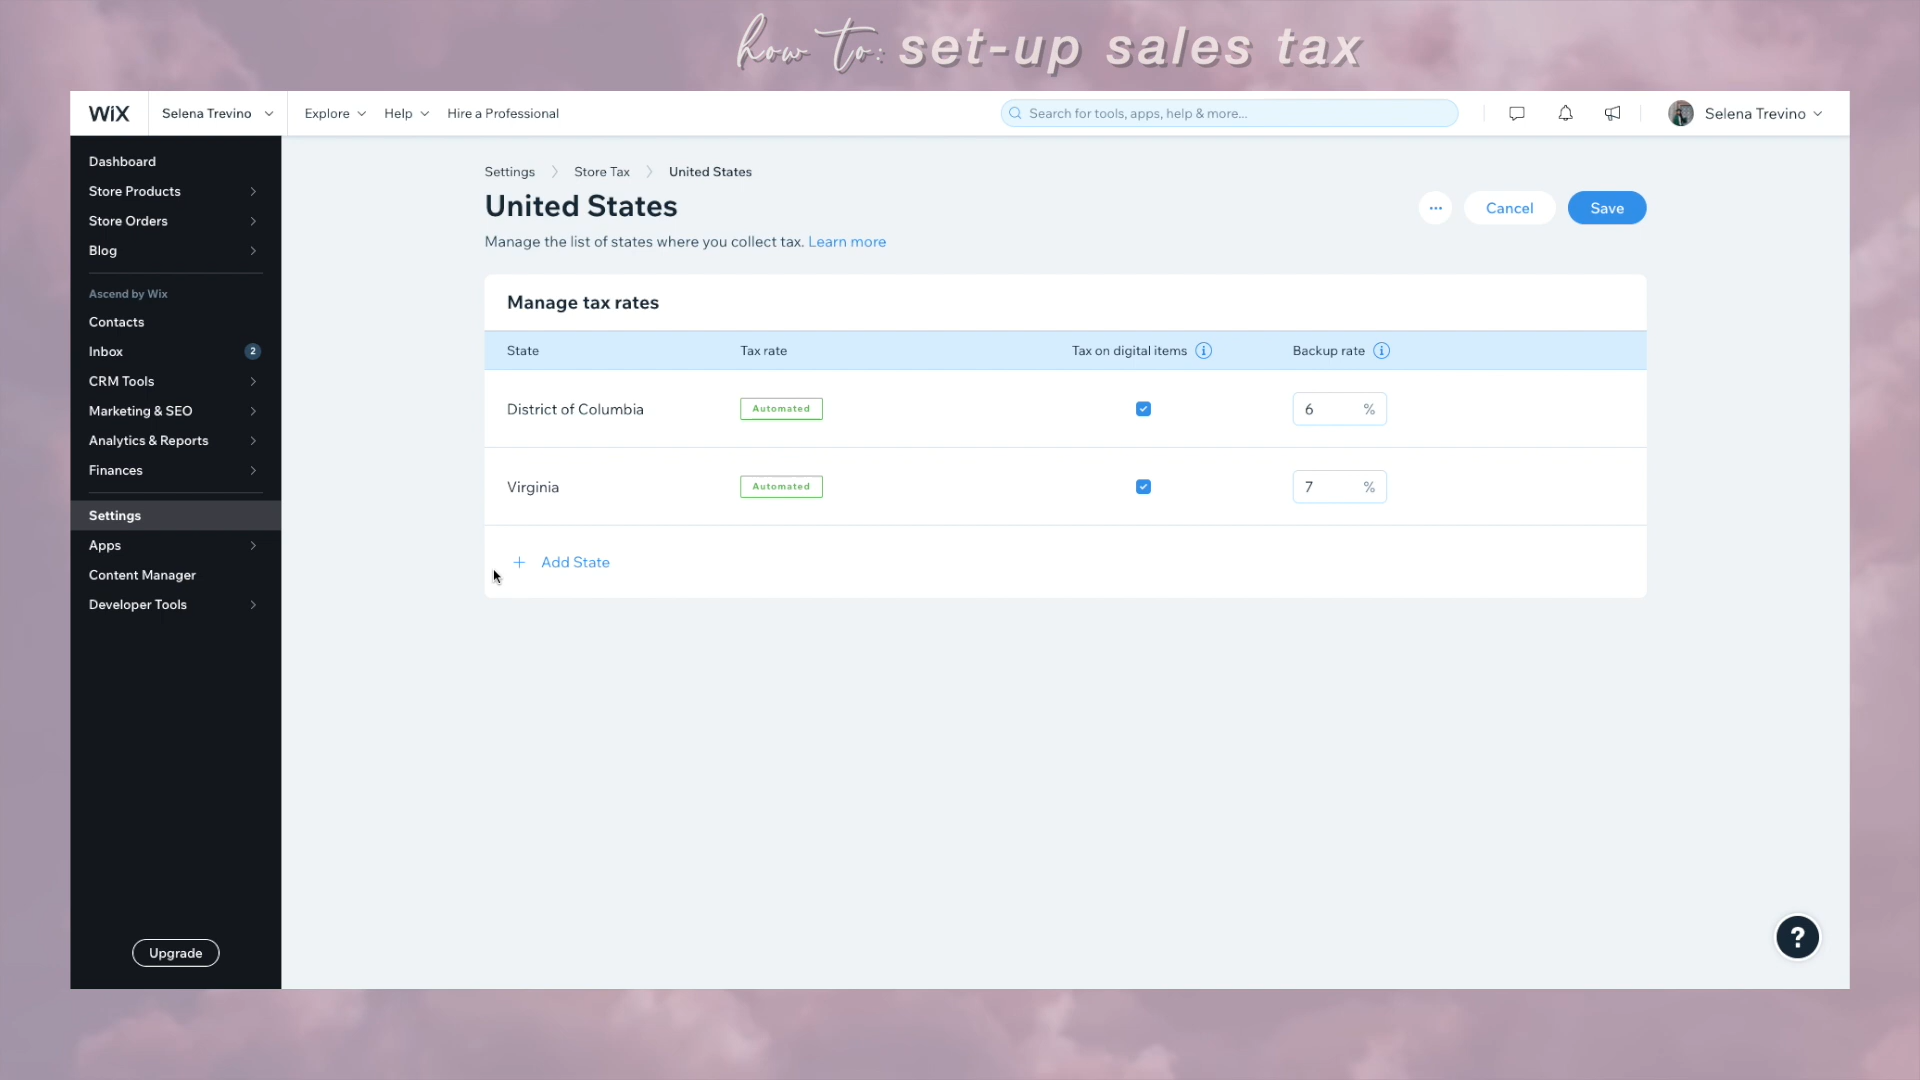 how to: set-up sales tax
WiX
Selena Trevino
Explore
Help
Hire a Professional
Search for tools, apps, help & more...
Selena Trevino
Dashboard
Store Products
Store Orders
Blog
Ascend by Wix
Contacts
Inbox 2
CRM Tools
Marketing & SEO
Analytics & Reports
Finances
Settings
Apps
Content Manager
Developer Tools
Upgrade
Settings > Store Tax > United States
United States
... Cancel Save
Manage the list of states where you collect tax. Learn more
Manage tax rates
State Tax rate Tax on digital items i Backup rate i
District of Columbia Automated 6 %
Virginia Automated 7 %
+ Add State
?